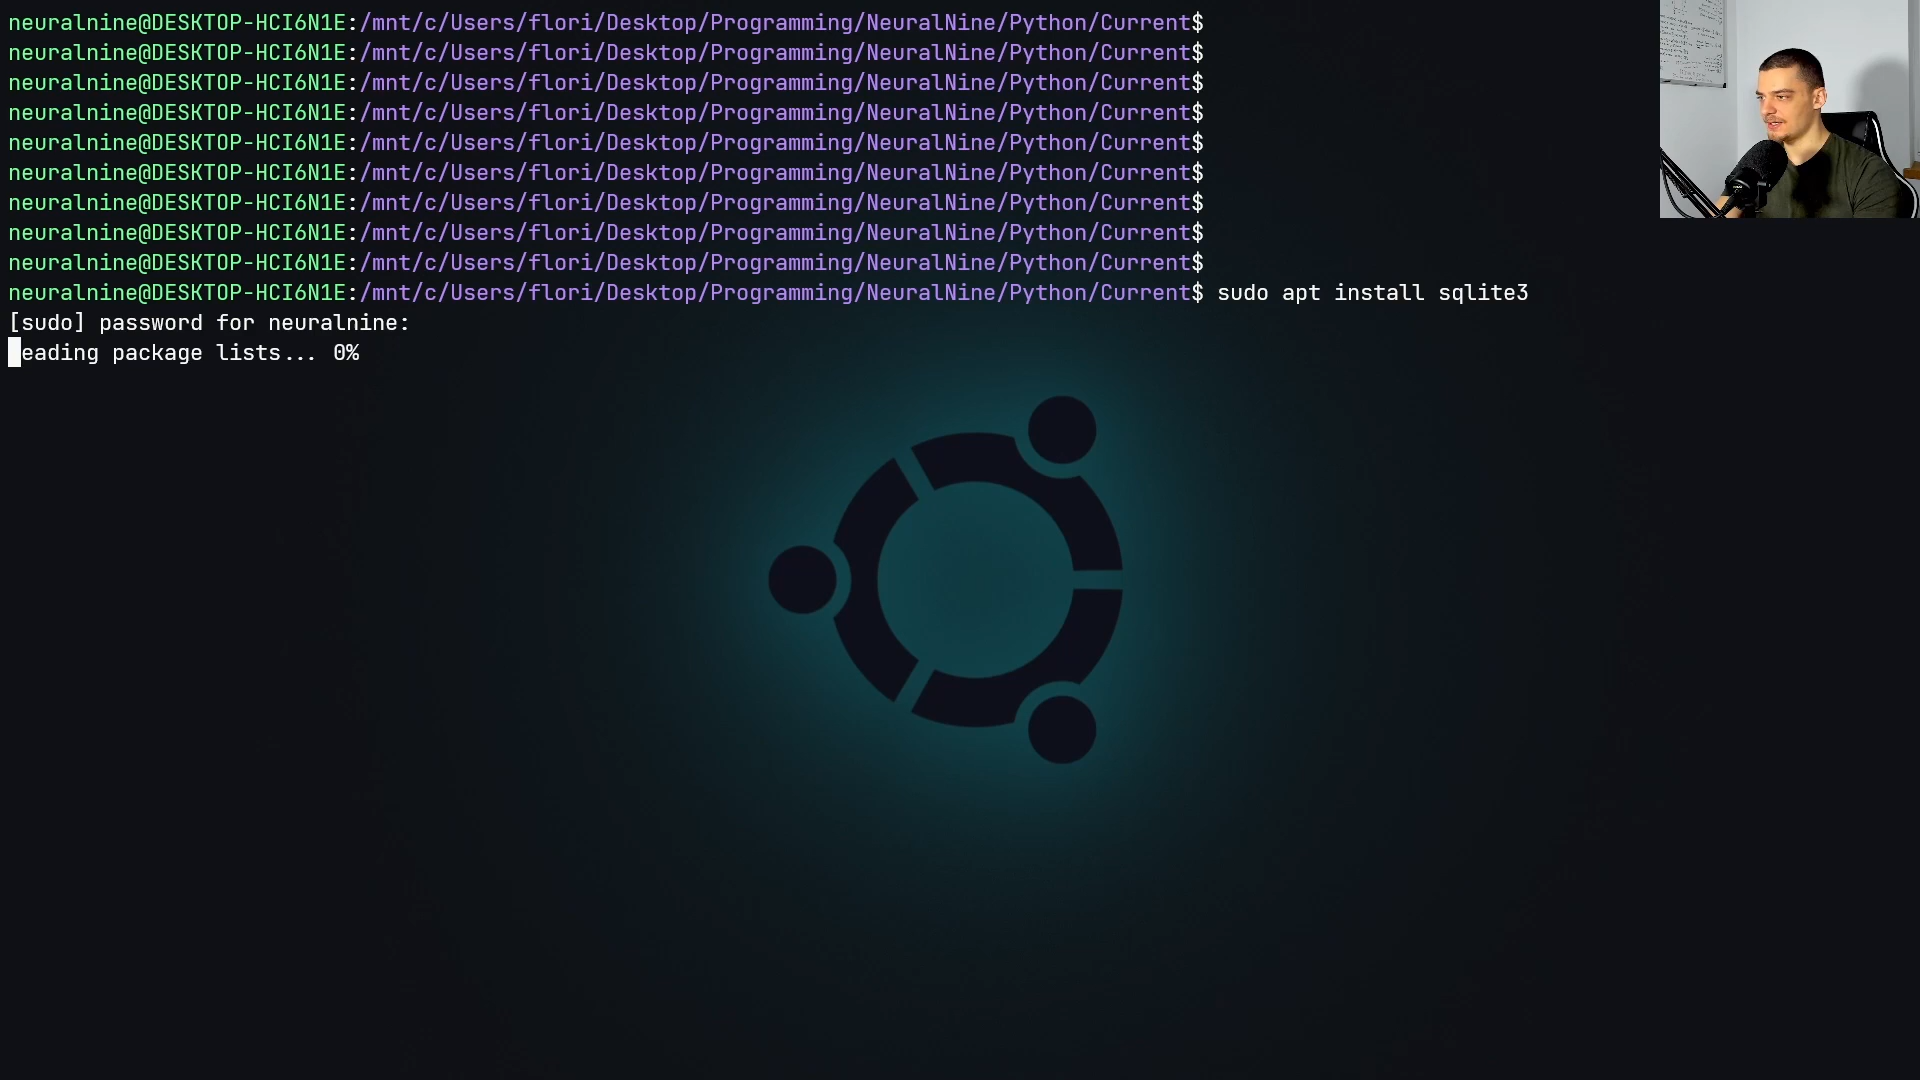 neuralnine@DESKTOP-HCI6N1E:/mnt/c/Users/flori/Desktop/Programming/NeuralNine/Python/Current$
neuralnine@DESKTOP-HCI6N1E:/mnt/c/Users/flori/Desktop/Programming/NeuralNine/Python/Current$
neuralnine@DESKTOP-HCI6N1E:/mnt/c/Users/flori/Desktop/Programming/NeuralNine/Python/Current$
neuralnine@DESKTOP-HCI6N1E:/mnt/c/Users/flori/Desktop/Programming/NeuralNine/Python/Current$
neuralnine@DESKTOP-HCI6N1E:/mnt/c/Users/flori/Desktop/Programming/NeuralNine/Python/Current$
neuralnine@DESKTOP-HCI6N1E:/mnt/c/Users/flori/Desktop/Programming/NeuralNine/Python/Current$
neuralnine@DESKTOP-HCI6N1E:/mnt/c/Users/flori/Desktop/Programming/NeuralNine/Python/Current$
neuralnine@DESKTOP-HCI6N1E:/mnt/c/Users/flori/Desktop/Programming/NeuralNine/Python/Current$
neuralnine@DESKTOP-HCI6N1E:/mnt/c/Users/flori/Desktop/Programming/NeuralNine/Python/Current$
neuralnine@DESKTOP-HCI6N1E:/mnt/c/Users/flori/Desktop/Programming/NeuralNine/Python/Current$ sudo apt install sqlite3
[sudo] password for neuralnine:
eading package lists... 0%